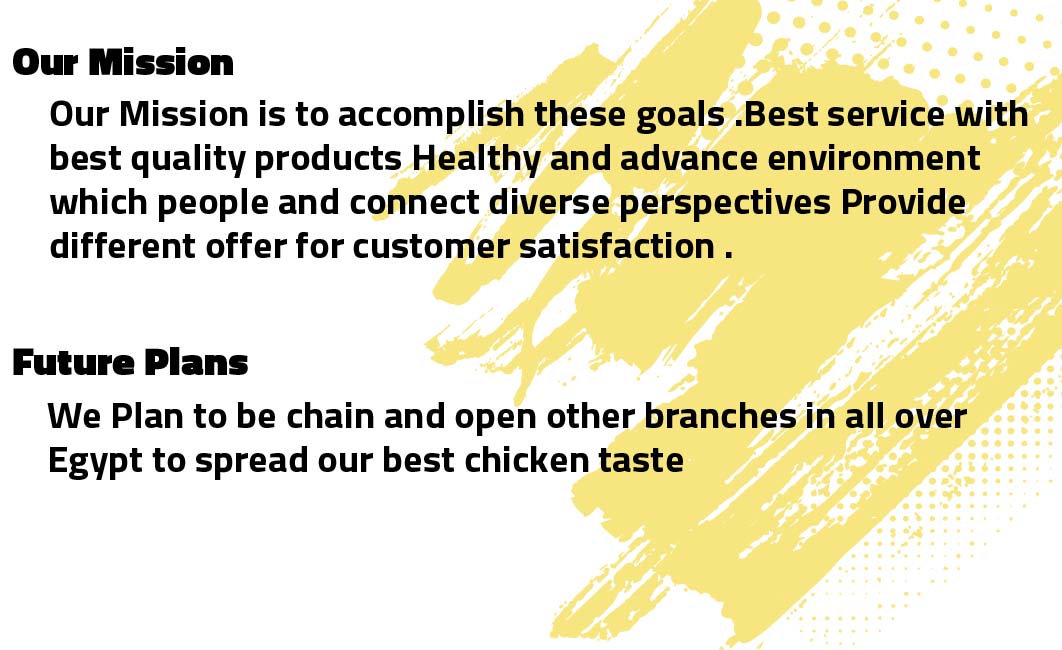 Our Mission
Our Mission is to accomplish these goals .Best service with
best quality products Healthy and advance environment
which people and connect diverse perspectives Provide
different offer for customer satisfaction .
Future Plans
We Plan to be chain and open other branches in all over
Egypt to spread our best chicken taste